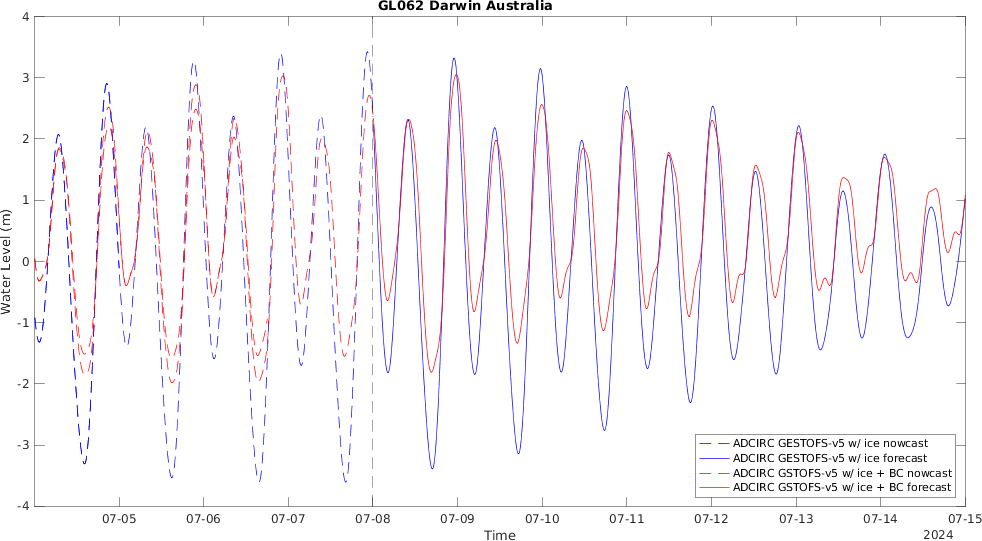 GL062 Darwin Australia
4
3
2
1
0
-1
-2
-3
-4
Water Level (m)
ADCIRC GESTOFS-v5 w/ ice nowcast
ADCIRC GESTOFS-v5 w/ ice forecast
ADCIRC GSTOFS-v5 w/ ice + BC nowcast
ADCIRC GSTOFS-v5 w/ ice + BC forecast
07-05 07-06 07-07 07-08 07-09 07-10 07-11 07-12 07-13 07-14 07-15
Time
2024